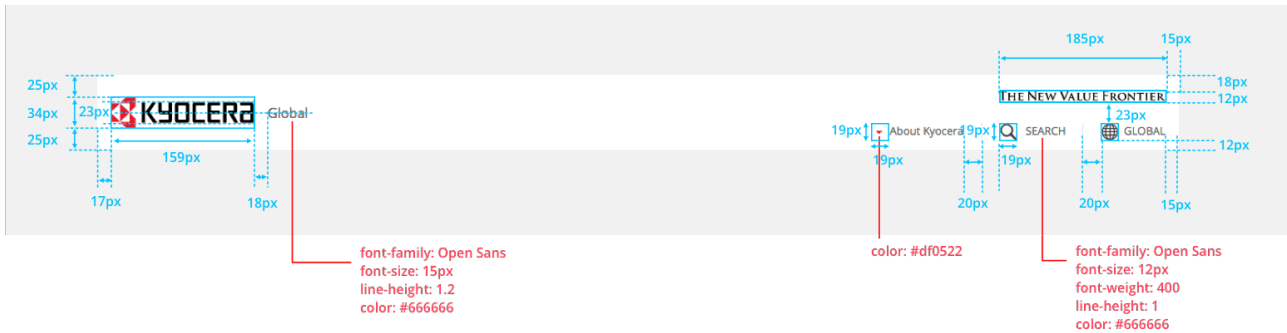 185px
15px
25px
18px
THE NEW VALUE FRONTIER
12px
34px
23px
KYOCERA
Global
23px
19px
About Kyocera
19px
SEARCH
GLOBAL
25px
12px
159px
19px
19px
17px
18px
20px
20px
15px
font-family: Open Sans
font-size: 15px
line-height: 1.2
color: #666666
color: #df0522
font-family: Open Sans
font-size: 12px
font-weight: 400
line-height: 1
color: #666666